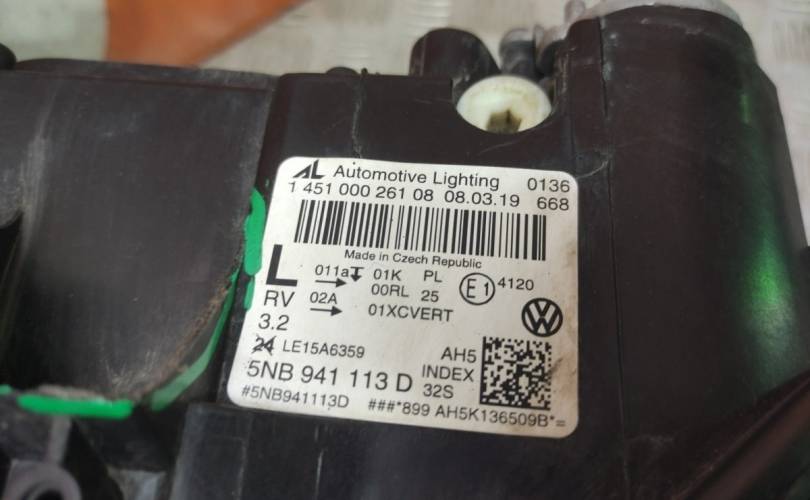 AL Automotive Lighting 0136
1 451 000 261 08 08.03.19 668
Made in Czech Republic
L 011a 01K PL E1 4120
00RL 25
RV 02A 01XCVERT
3.2
24 LE15A6359 AH5
5NB 941 113 D INDEX
32S
#5NB941113D ###*899 AH5K136509B*=